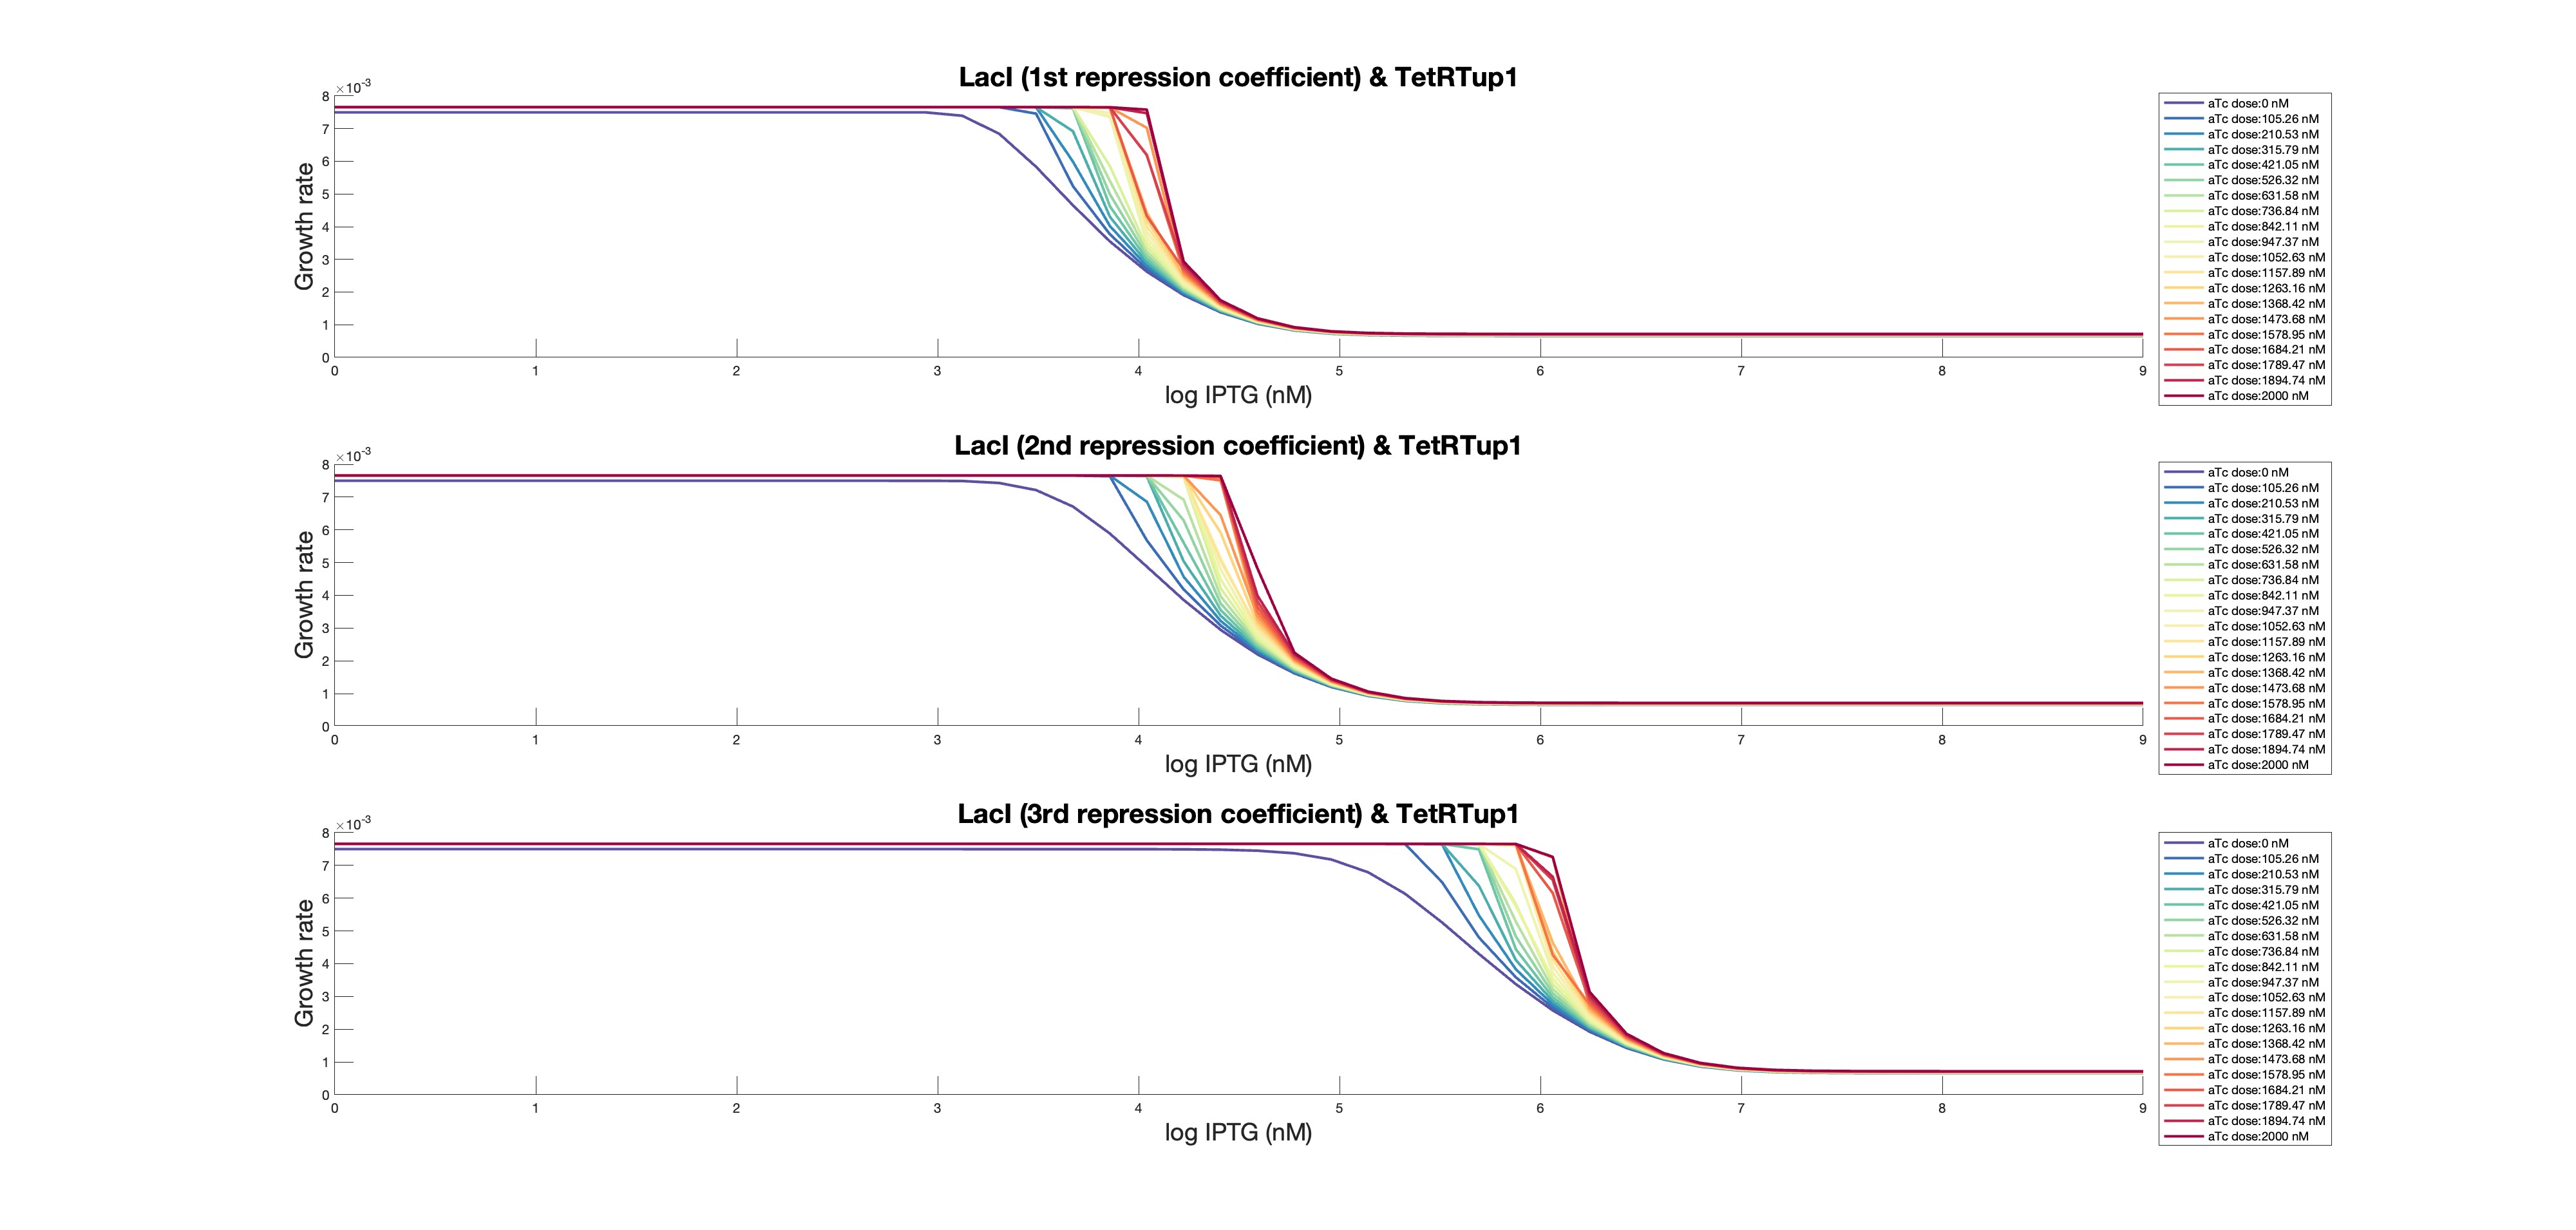 LacI (1st repression coefficient) & TetRTup1
×10-3
8
7
6
5
4
3
2
1
0
Growth rate
0 1 2 3 4 5 6 7 8 9
log IPTG (nM)
aTc dose:0 nM
aTc dose:105.26 nM
aTc dose:210.53 nM
aTc dose:315.79 nM
aTc dose:421.05 nM
aTc dose:526.32 nM
aTc dose:631.58 nM
aTc dose:736.84 nM
aTc dose:842.11 nM
aTc dose:947.37 nM
aTc dose:1052.63 nM
aTc dose:1157.89 nM
aTc dose:1263.16 nM
aTc dose:1368.42 nM
aTc dose:1473.68 nM
aTc dose:1578.95 nM
aTc dose:1684.21 nM
aTc dose:1789.47 nM
aTc dose:1894.74 nM
aTc dose:2000 nM
LacI (2nd repression coefficient) & TetRTup1
×10-3
8
7
6
5
4
3
2
1
0
Growth rate
0 1 2 3 4 5 6 7 8 9
log IPTG (nM)
aTc dose:0 nM
aTc dose:105.26 nM
aTc dose:210.53 nM
aTc dose:315.79 nM
aTc dose:421.05 nM
aTc dose:526.32 nM
aTc dose:631.58 nM
aTc dose:736.84 nM
aTc dose:842.11 nM
aTc dose:947.37 nM
aTc dose:1052.63 nM
aTc dose:1157.89 nM
aTc dose:1263.16 nM
aTc dose:1368.42 nM
aTc dose:1473.68 nM
aTc dose:1578.95 nM
aTc dose:1684.21 nM
aTc dose:1789.47 nM
aTc dose:1894.74 nM
aTc dose:2000 nM
LacI (3rd repression coefficient) & TetRTup1
×10-3
8
7
6
5
4
3
2
1
0
Growth rate
0 1 2 3 4 5 6 7 8 9
log IPTG (nM)
aTc dose:0 nM
aTc dose:105.26 nM
aTc dose:210.53 nM
aTc dose:315.79 nM
aTc dose:421.05 nM
aTc dose:526.32 nM
aTc dose:631.58 nM
aTc dose:736.84 nM
aTc dose:842.11 nM
aTc dose:947.37 nM
aTc dose:1052.63 nM
aTc dose:1157.89 nM
aTc dose:1263.16 nM
aTc dose:1368.42 nM
aTc dose:1473.68 nM
aTc dose:1578.95 nM
aTc dose:1684.21 nM
aTc dose:1789.47 nM
aTc dose:1894.74 nM
aTc dose:2000 nM